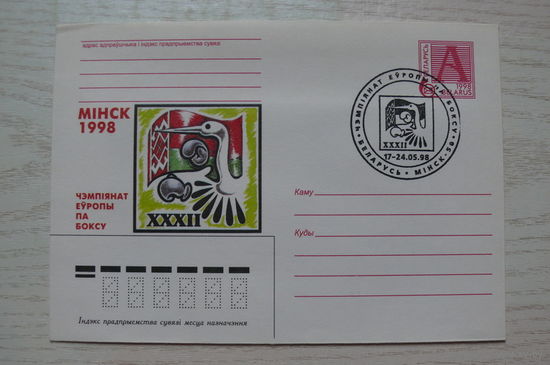 адрас адпраўшчыка і індэкс прадпрыемства сувязі
МІНСК
1998
XXXII
ЧЭМПІЯНАТ
ЕЎРОПЫ
ПА
БОКСУ
БЕЛАРУСЬ
А
1998
BELARUS
ЧЭМПІЯНАТ ЕЎРОПЫ ПА БОКСУ
XXXII
17-24.05.98
БЕЛАРУСЬ • МІНСК-50
Каму
Куды
Індэкс прадпрыемства сувязі месца назначэння